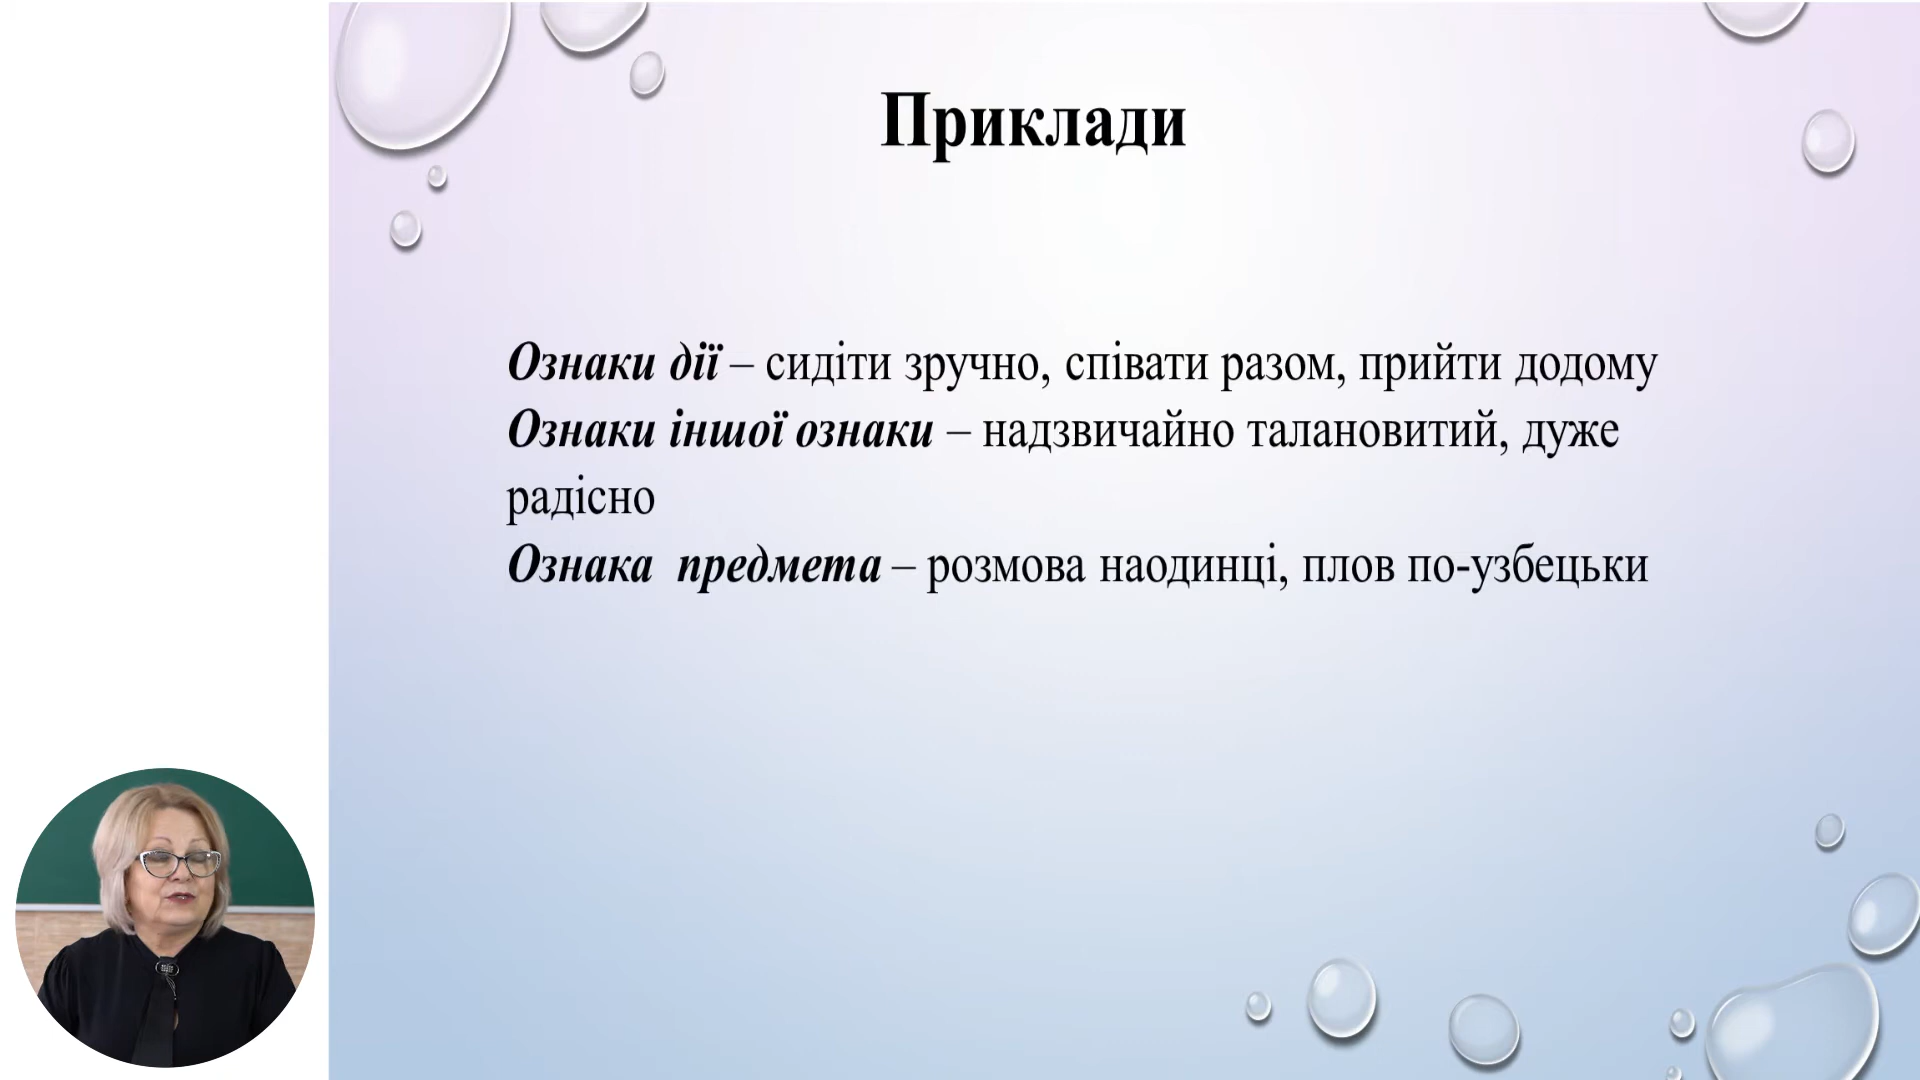 Приклади
Ознаки дії – сидіти зручно, співати разом, прийти додому
Ознаки іншої ознаки – надзвичайно талановитий, дуже
радісно
Ознака предмета – розмова наодинці, плов по-узбецьки